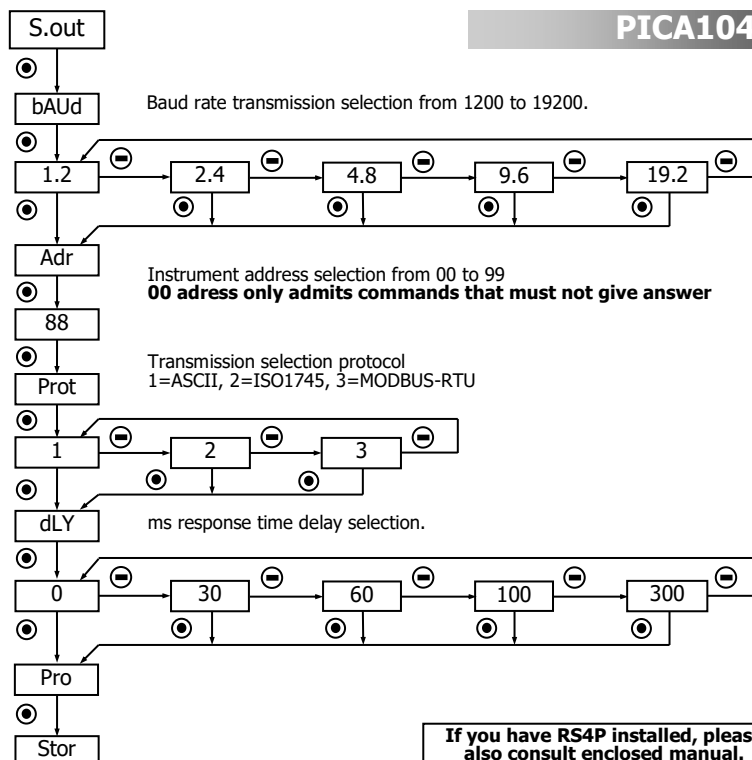 S.out
PICA104
bAUd
Baud rate transmission selection from 1200 to 19200.
1.2 2.4 4.8 9.6 19.2
Adr
Instrument address selection from 00 to 99
00 adress only admits commands that must not give answer
88
Transmission selection protocol
1=ASCII, 2=ISO1745, 3=MODBUS-RTU
Prot
1 2 3
dLY
ms response time delay selection.
0 30 60 100 300
Pro
If you have RS4P installed, pleas
also consult enclosed manual.
Stor